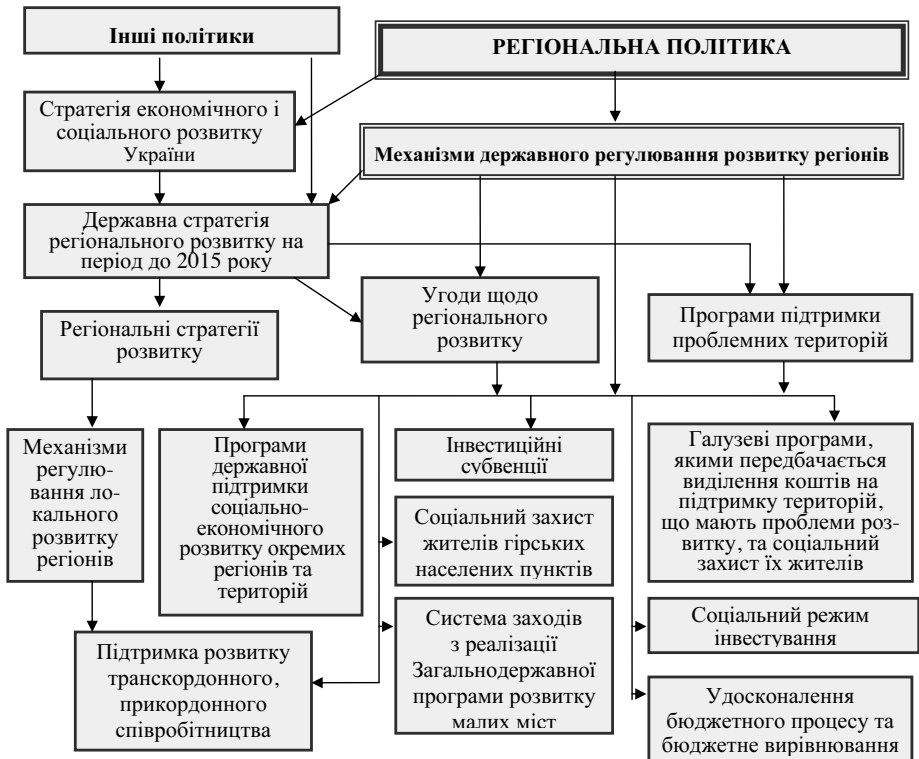 Інші політики
РЕГІОНАЛЬНА ПОЛІТИКА
Стратегія економічного і
соціального розвитку
України
Механізми державного регулювання розвитку регіонів
Державна стратегія
регіонального розвитку на
період до 2015 року
Угоди щодо
регіонального
розвитку
Програми підтримки
проблемних територій
Регіональні стратегії
розвитку
Механізми
регулю-
вання ло-
кального
розвитку
регіонів
Програми
державної
підтримки
соціально-
економічного
розвитку окремих
регіонів та
територій
Інвестиційні
субвенції
Галузеві програми,
якими передбачається
виділення коштів на
підтримку територій,
що мають проблеми роз-
витку, та соціальний
захист їх жителів
Соціальний захист
жителів гірських
населених пунктів
Система заходів
з реалізації
Загальнодержавної
програми розвитку
малих міст
Соціальний режим
інвестування
Підтримка розвитку
транскордонного,
прикордонного
співробітництва
Удосконалення
бюджетного процесу та
бюджетне вирівнювання